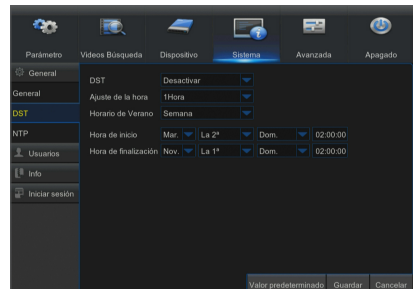 Parámetro Videos Búsqueda Dispositivo Sistema Avanzada Apagado
General
General
DST
NTP
Usuarios
Info
Iniciar sesión
DST Desactivar
Ajuste de la hora 1Hora
Horario de Verano Semana
Hora de inicio Mar. La 2ª Dom. 02:00:00
Hora de finalización Nov. La 1ª Dom. 02:00:00
Valor predeterminado Guardar Cancelar